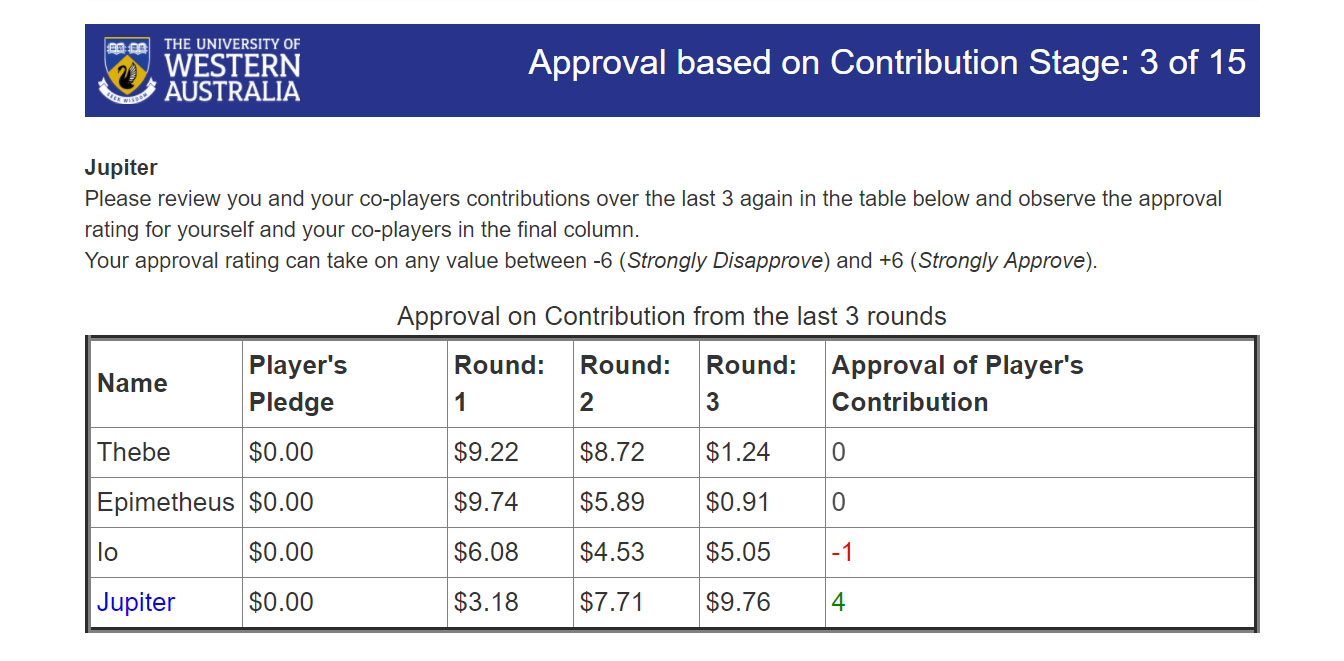 THE UNIVERSITY OF
WESTERN
AUSTRALIA
SEEK WISDOM
Approval based on Contribution Stage: 3 of 15
Jupiter
Please review you and your co-players contributions over the last 3 again in the table below and observe the approval
rating for yourself and your co-players in the final column.
Your approval rating can take on any value between -6 (Strongly Disapprove) and +6 (Strongly Approve).
Approval on Contribution from the last 3 rounds
Name Player's Pledge Round: 1 Round: 2 Round: 3 Approval of Player's Contribution
Thebe $0.00 $9.22 $8.72 $1.24 0
Epimetheus $0.00 $9.74 $5.89 $0.91 0
Io $0.00 $6.08 $4.53 $5.05 -1
Jupiter $0.00 $3.18 $7.71 $9.76 4